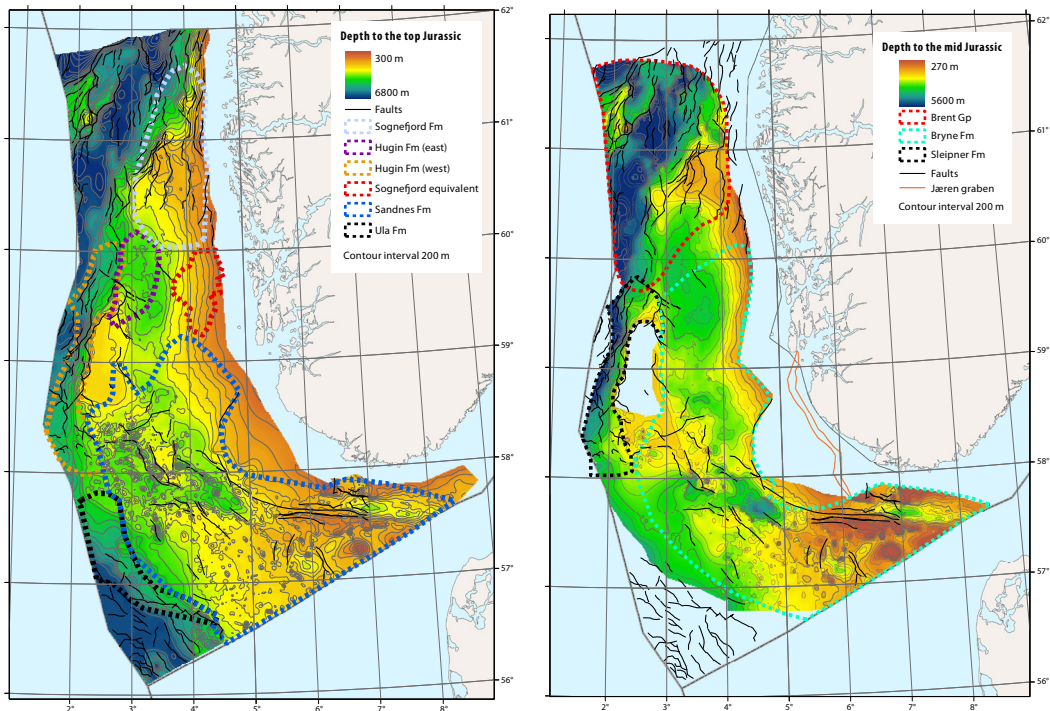 Depth to the top Jurassic
300 m
6800 m
Faults
Sognefjord Fm
Hugin Fm (east)
Hugin Fm (west)
Sognefjord equivalent
Sandnes Fm
Ula Fm
Contour interval 200 m
62°
61°
60°
59°
58°
57°
56°
2°
3°
4°
5°
6°
7°
8°
Depth to the mid Jurassic
270 m
5600 m
Brent Gp
Bryne Fm
Sleipner Fm
Faults
Jæren graben
Contour interval 200 m
62°
61°
60°
59°
58°
57°
56°
2°
3°
4°
5°
6°
7°
8°